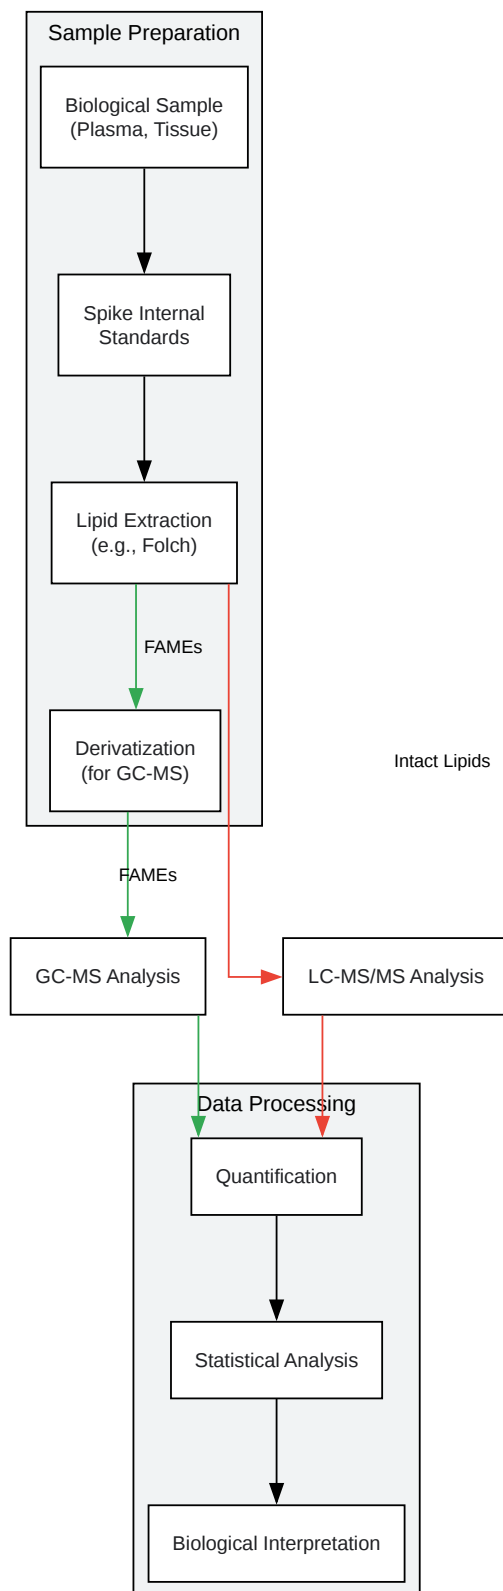 Sample Preparation
Biological Sample
(Plasma, Tissue)
Spike Internal
Standards
Lipid Extraction
(e.g., Folch)
FAMEs
Derivatization
(for GC-MS)
Intact Lipids
FAMEs
GC-MS Analysis
LC-MS/MS Analysis
Data Processing
Quantification
Statistical Analysis
Biological Interpretation